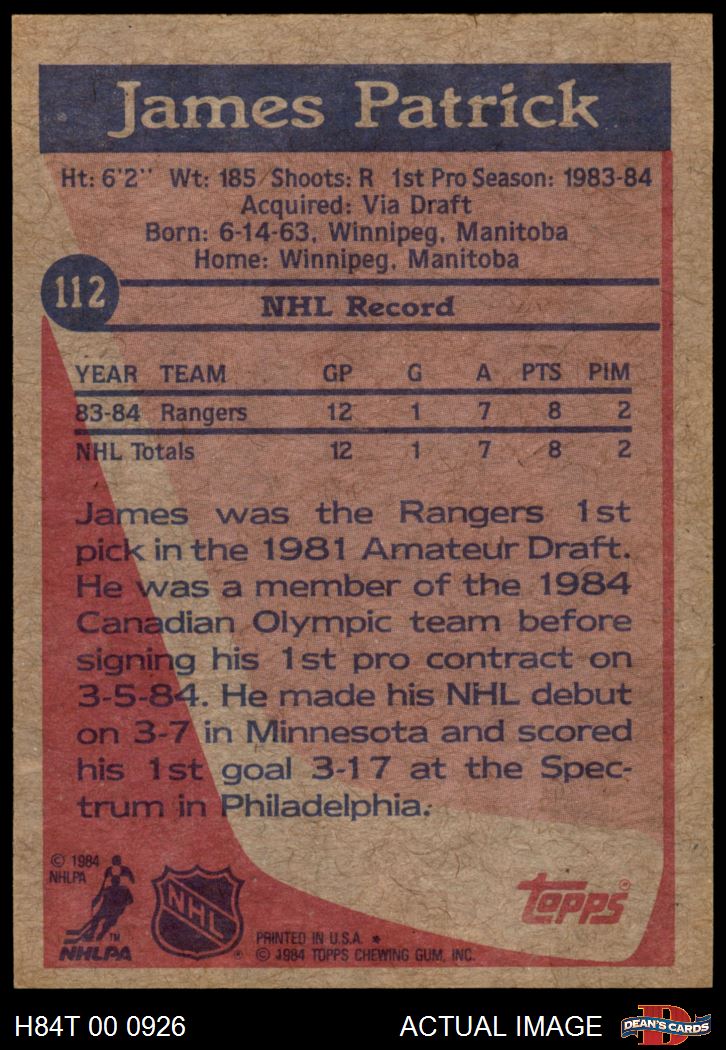 James Patrick
Ht: 6'2'' Wt: 185 Shoots: R 1st Pro Season: 1983-84
Acquired: Via Draft
Born: 6-14-63, Winnipeg, Manitoba
Home: Winnipeg, Manitoba
112
NHL Record
YEAR TEAM GP G A PTS PIM
83-84 Rangers 12 1 7 8 2
NHL Totals 12 1 7 8 2
James was the Rangers 1st
pick in the 1981 Amateur Draft.
He was a member of the 1984
Canadian Olympic team before
signing his 1st pro contract on
3-5-84. He made his NHL debut
on 3-7 in Minnesota and scored
his 1st goal 3-17 at the Spec-
trum in Philadelphia.
© 1984
NHLPA
TM
NHLPA
NHL
®
Topps®
PRINTED IN U.S.A. *
© 1984 TOPPS CHEWING GUM, INC.
H84T 00 0926
ACTUAL IMAGE
D
DEAN'S CARDS